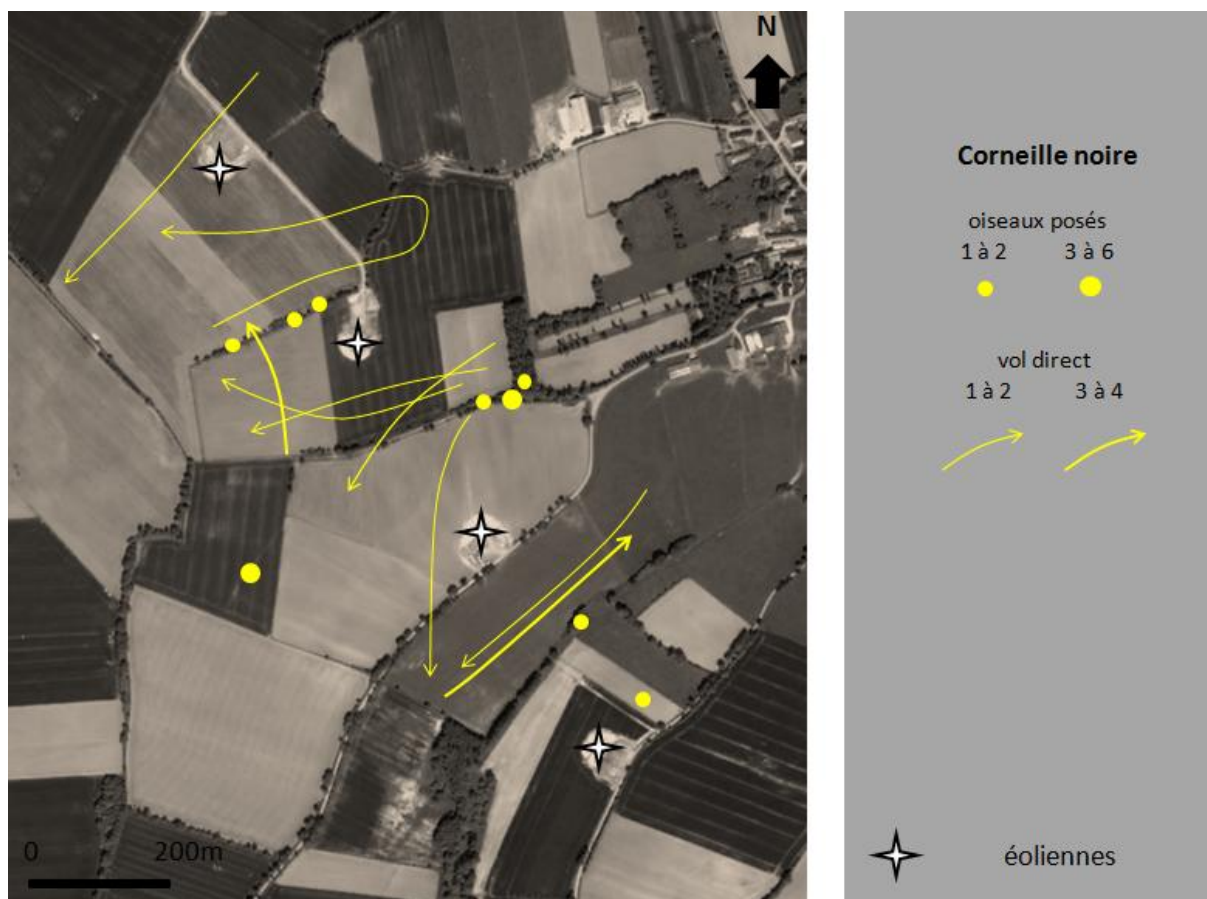 N
0 200m
Corneille noire
oiseaux posés
1 à 2 3 à 6
vol direct
1 à 2 3 à 4
éoliennes